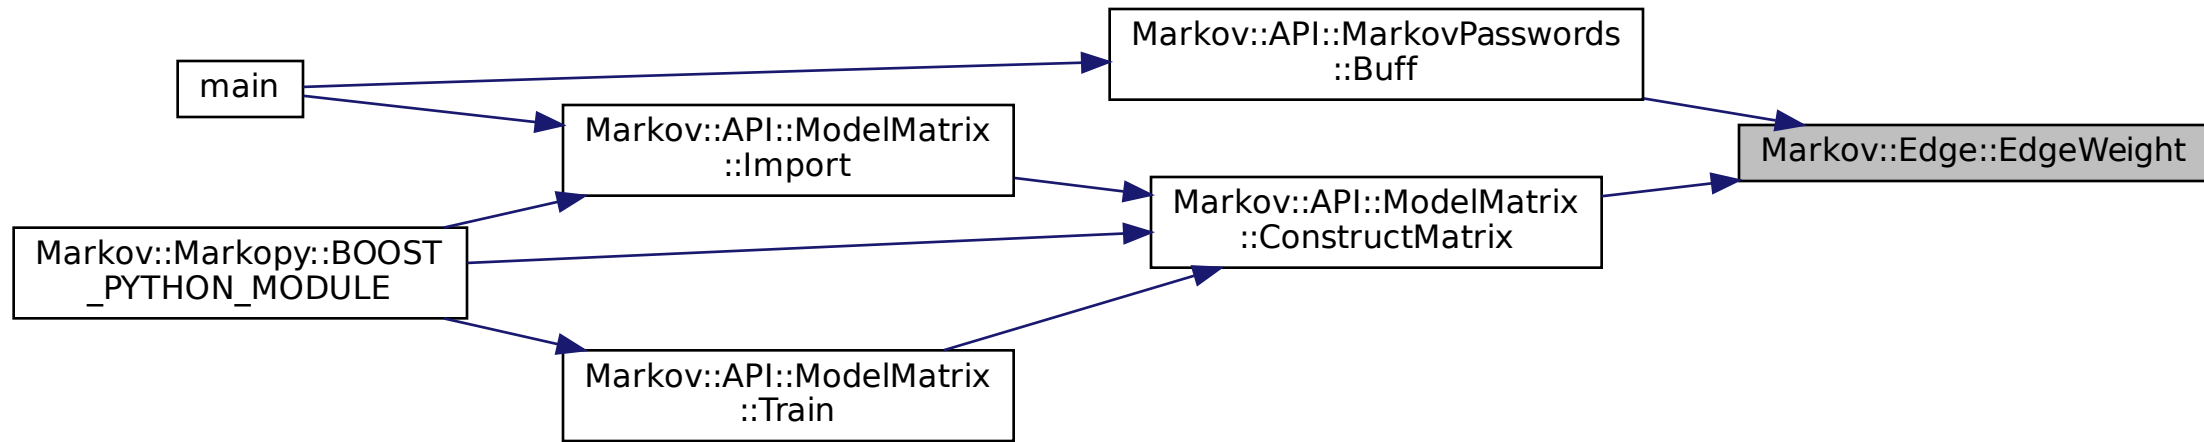 main
Markov::API::MarkovPasswords
::Buff
Markov::API::ModelMatrix
::Import
Markov::Edge::EdgeWeight
Markov::API::ModelMatrix
::ConstructMatrix
Markov::Markopy::BOOST
_PYTHON_MODULE
Markov::API::ModelMatrix
::Train